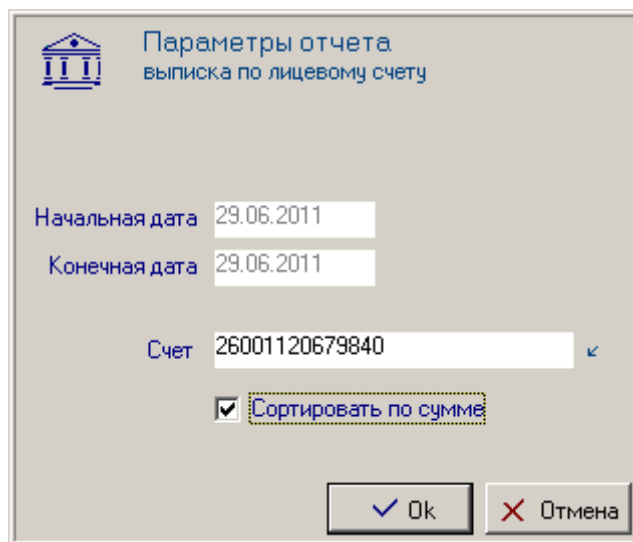 Параметры отчета
выписка по лицевому счету
Начальная дата 29.06.2011
Конечная дата 29.06.2011
Счет 26001120679840
Сортировать по сумме
Ok Отмена